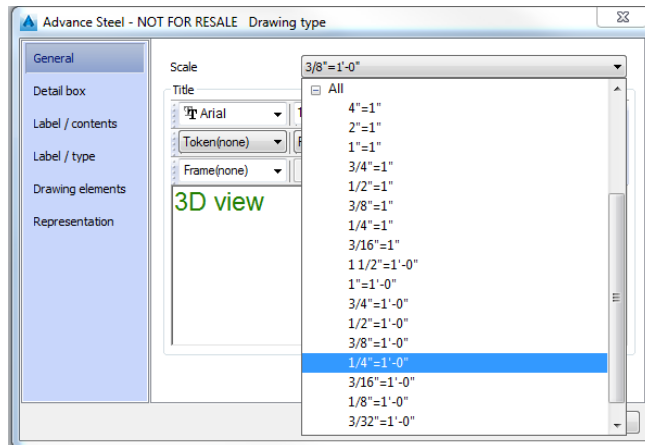 Advance Steel - NOT FOR RESALE Drawing type
General
Detail box
Label / contents
Label / type
Drawing elements
Representation
Scale
3/8"=1'-0"
Title
Arial
1
Token(none)
Frame(none)
3D view
All
4"=1"
2"=1"
1"=1"
3/4"=1"
1/2"=1"
3/8"=1"
1/4"=1"
3/16"=1"
1 1/2"=1'-0"
1"=1'-0"
3/4"=1'-0"
1/2"=1'-0"
3/8"=1'-0"
1/4"=1'-0"
3/16"=1'-0"
1/8"=1'-0"
3/32"=1'-0"